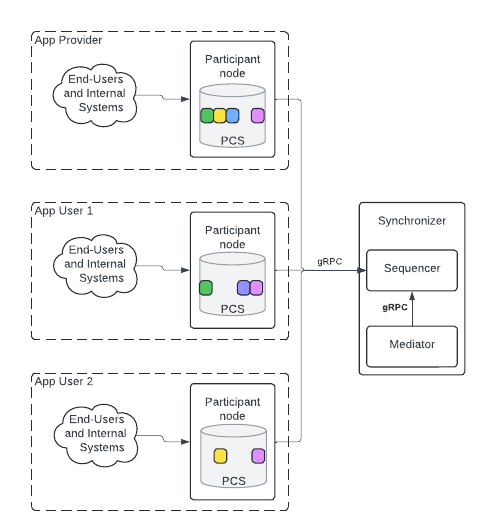 App Provider
End-Users
and Internal
Systems
Participant
node
PCS
App User 1
End-Users
and Internal
Systems
Participant
node
PCS
gRPC
Synchronizer
Sequencer
gRPC
Mediator
App User 2
End-Users
and Internal
Systems
Participant
node
PCS